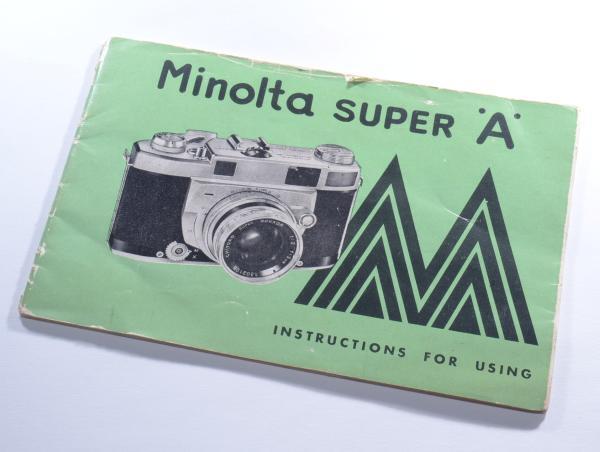 Minolta SUPER "A"
INSTRUCTIONS FOR USING